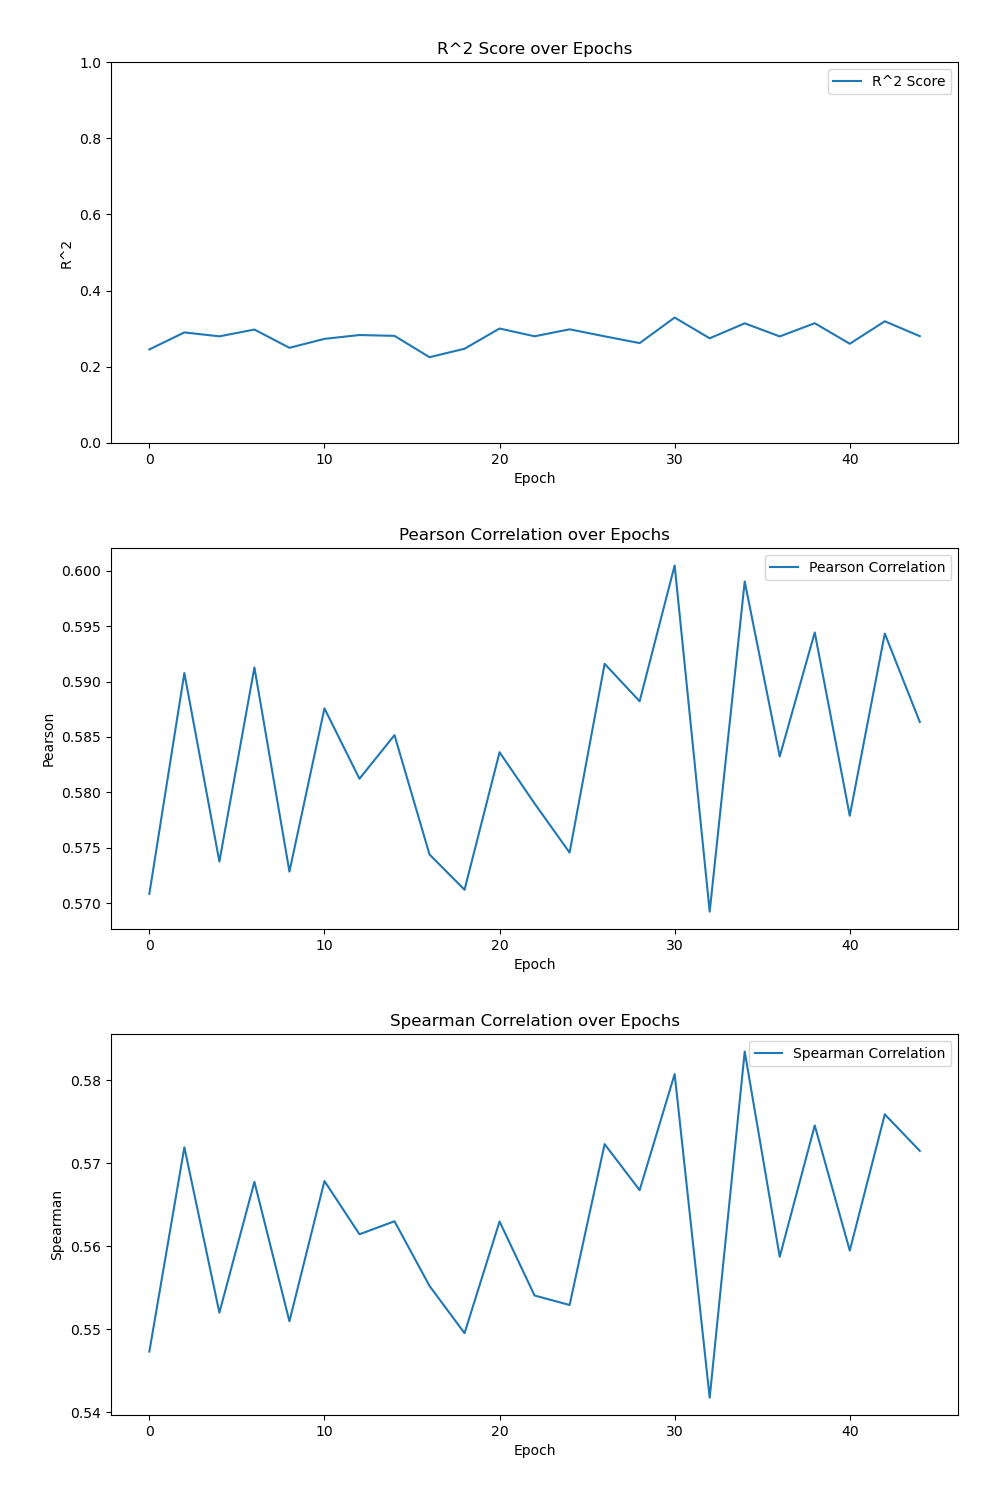 R^2 Score over Epochs
1.0
R^2 Score
0.8
0.6
R^2
0.4
0.2
0.0
0 10 20 30 40
Epoch
Pearson Correlation over Epochs
0.600
Pearson Correlation
0.595
0.590
0.585
Pearson
0.580
0.575
0.570
0 10 20 30 40
Epoch
Spearman Correlation over Epochs
Spearman Correlation
0.58
0.57
Spearman
0.56
0.55
0.54
0 10 20 30 40
Epoch